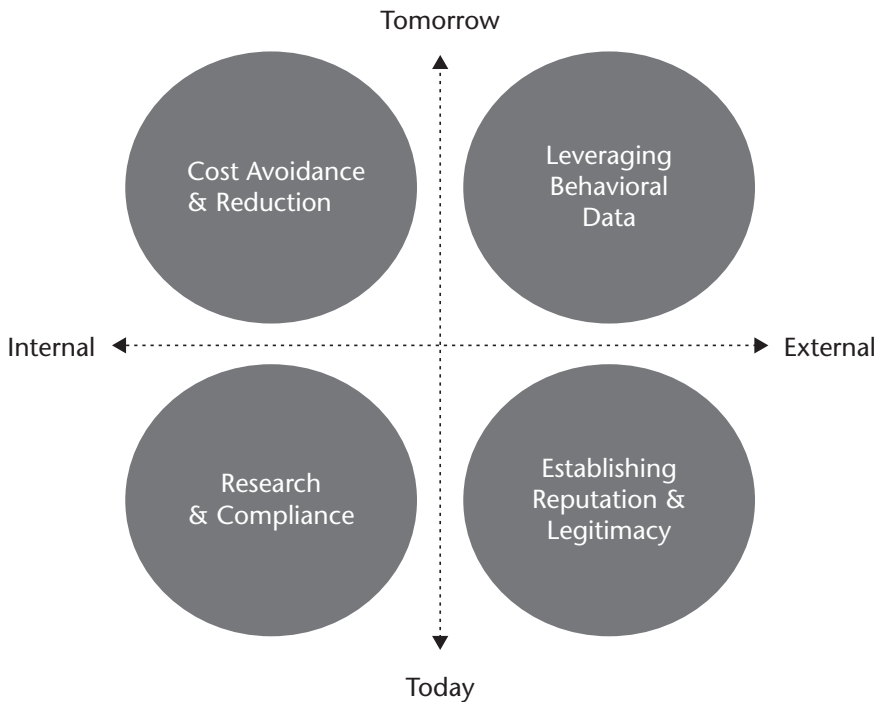 Tomorrow
Cost Avoidance
& Reduction
Leveraging
Behavioral
Data
Internal
External
Research
& Compliance
Establishing
Reputation &
Legitimacy
Today